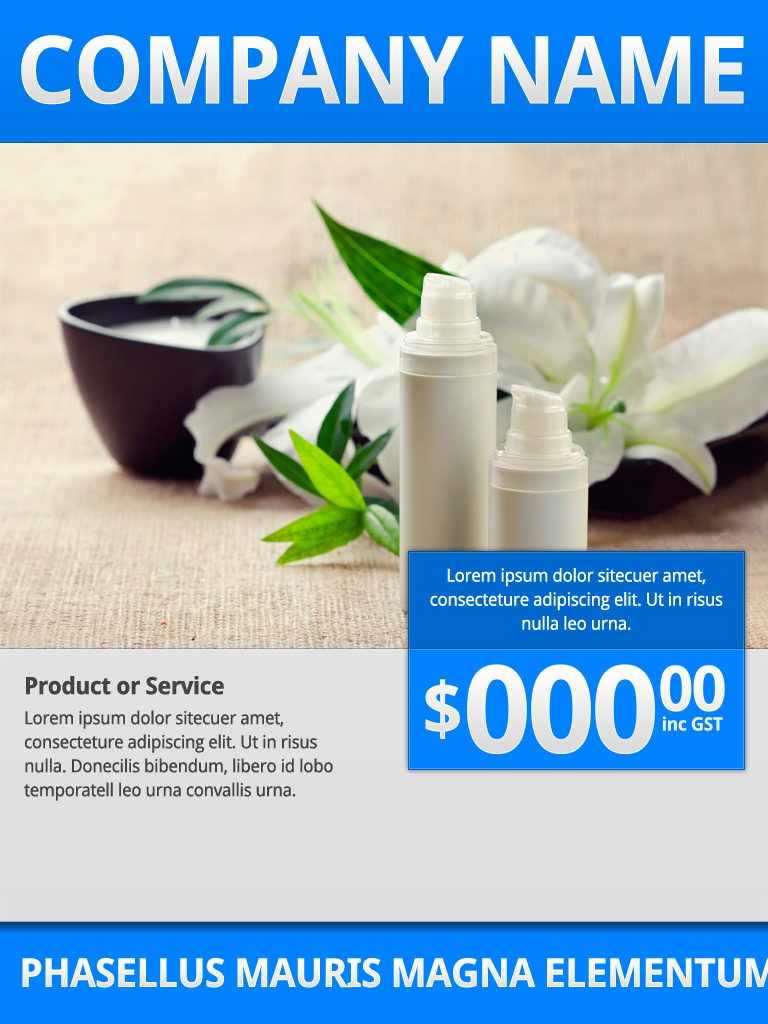 COMPANY NAME
Lorem ipsum dolor sitecuer amet,
consecteture adipiscing elit. Ut in risus
nulla leo urna.
$00000
inc GST
Product or Service
Lorem ipsum dolor sitecuer amet,
consecteture adipiscing elit. Ut in risus
nulla. Donecilis bibendum, libero id lobo
temporatell leo urna convallis urna.
PHASELLUS MAURIS MAGNA ELEMENTUM